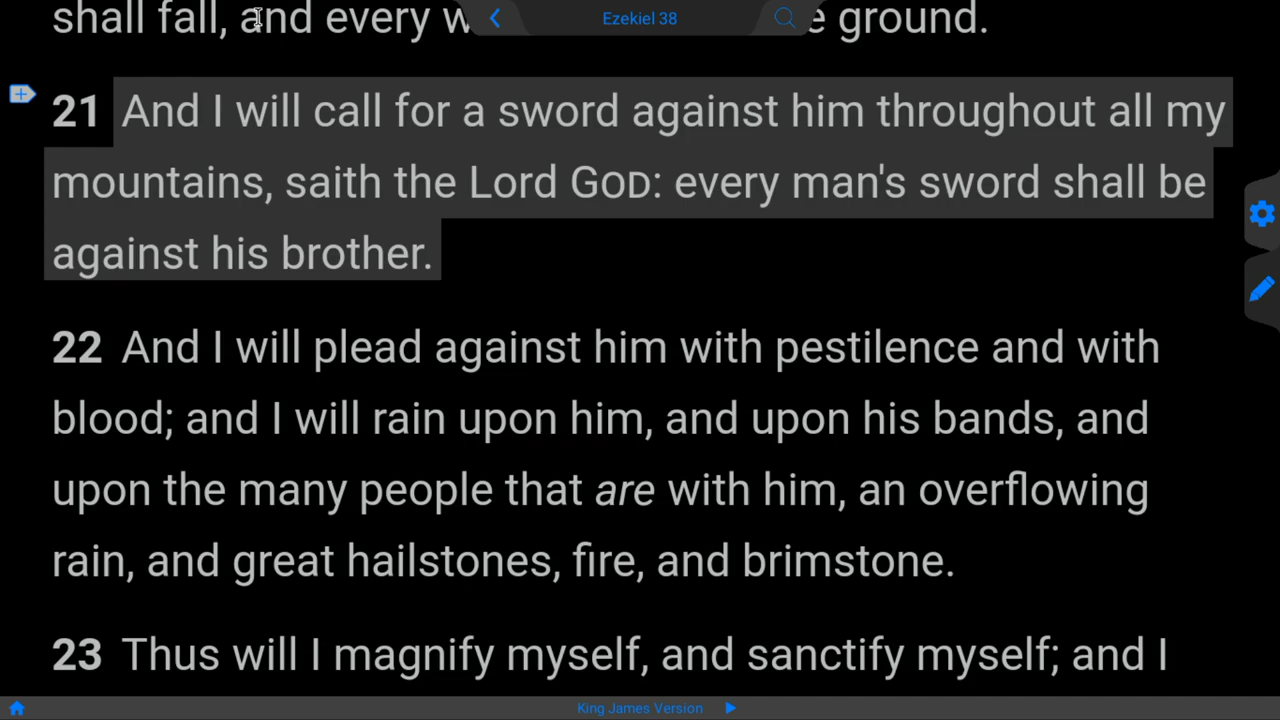 shall fall, and every w
Ezekiel 38
e ground.
21 And I will call for a sword against him throughout all my
mountains, saith the Lord GOD: every man's sword shall be
against his brother.
22 And I will plead against him with pestilence and with
blood; and I will rain upon him, and upon his bands, and
upon the many people that are with him, an overflowing
rain, and great hailstones, fire, and brimstone.
23 Thus will I magnify myself, and sanctify myself; and I
King James Version